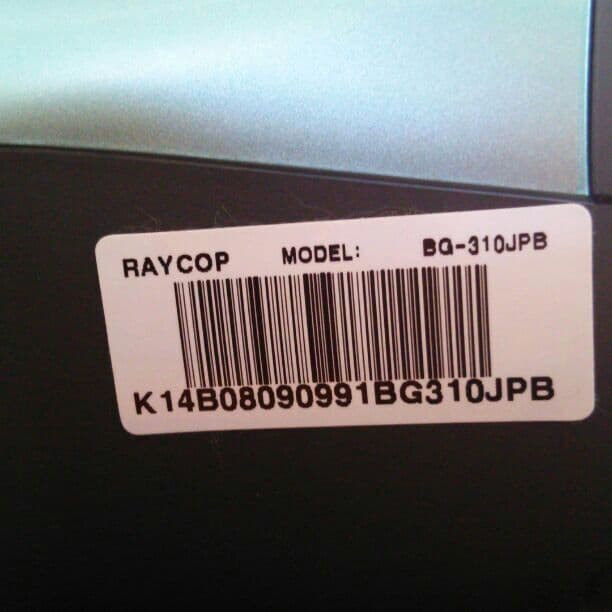 RAYCOP MODEL: BG-310JPB
K14B08090991BG310JPB